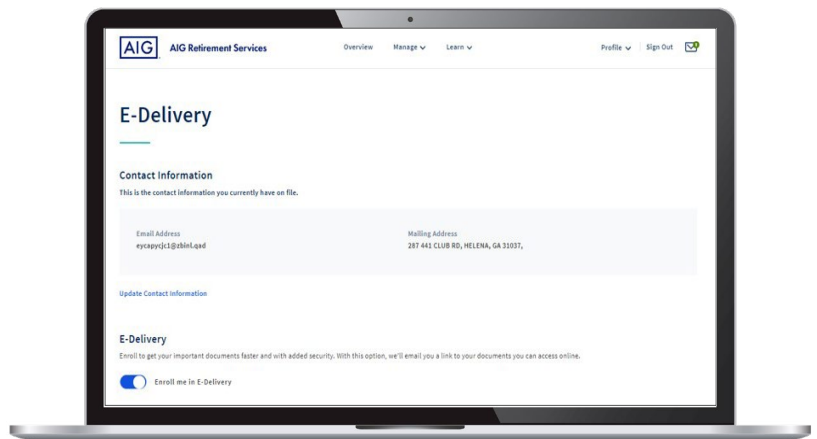 AIG AIG Retirement Services Overview Manage Learn Profile Sign Out
E-Delivery
Contact Information
This is the contact information you currently have on file.
Email Address Mailing Address
eycapycjc1@zbinl.qad 287 441 CLUB RD, HELENA, GA 31037,
Update Contact Information
E-Delivery
Enroll to get your important documents faster and with added security. With this option, we'll email you a link to your documents you can access online.
Enroll me in E-Delivery